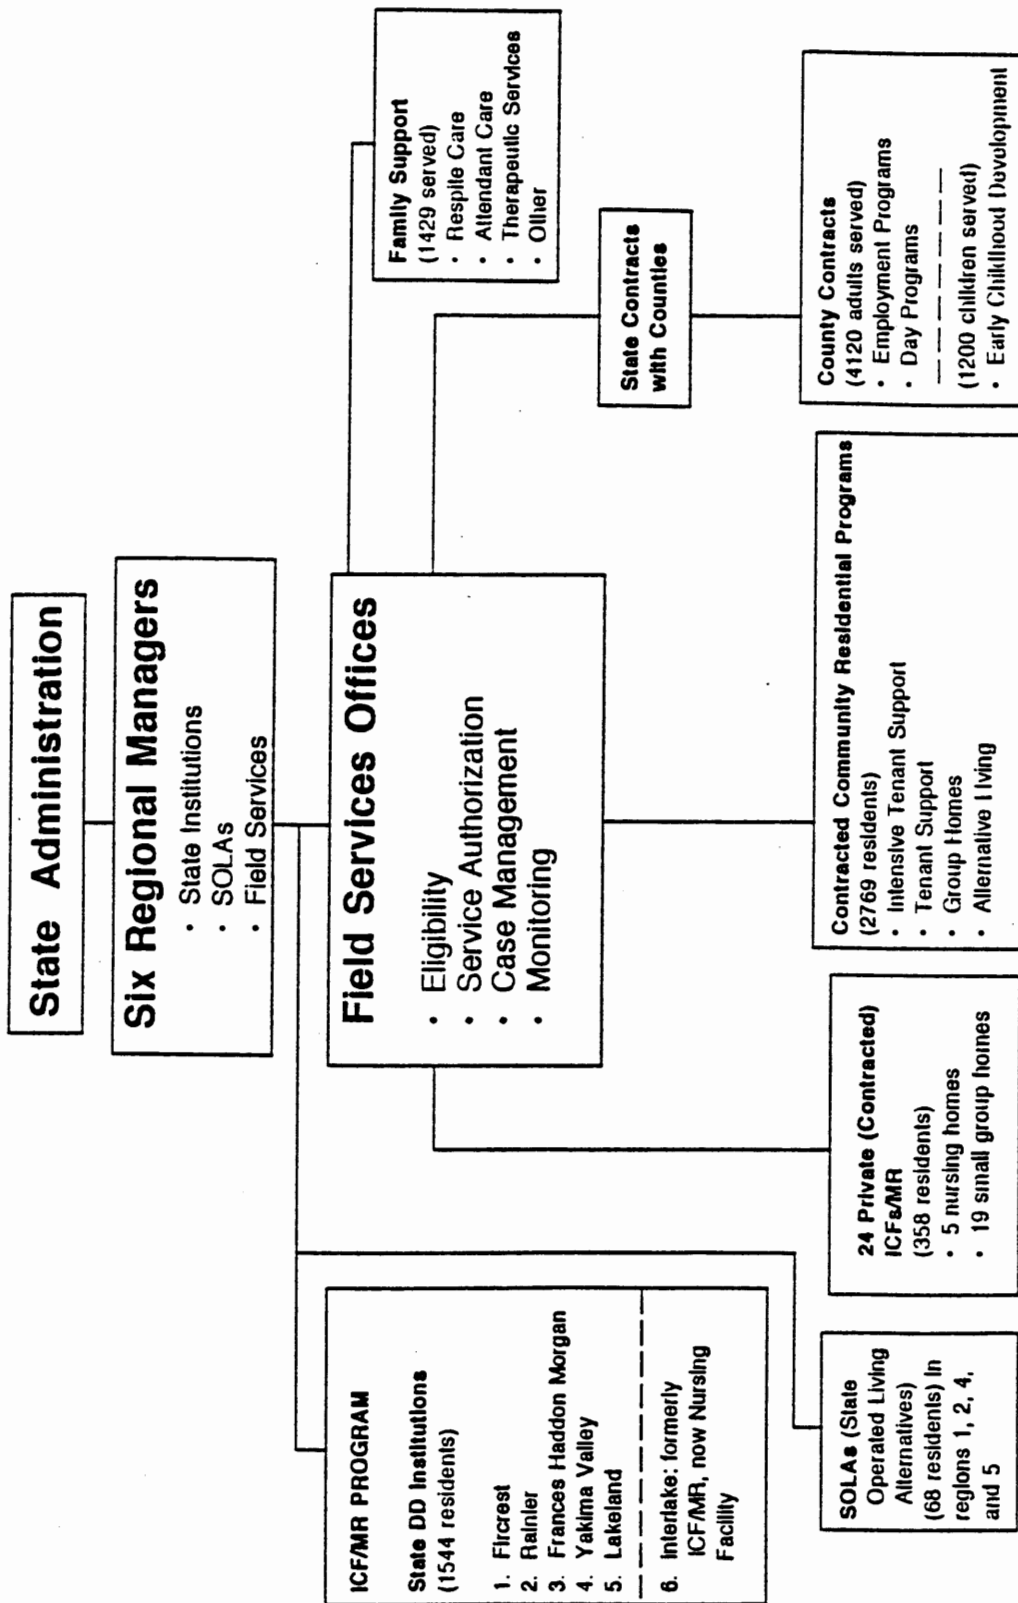 State Administration
Six Regional Managers
• State Institutions
• SOLAs
• Field Services
Field Services Offices
• Eligibility
• Service Authorization
• Case Management
• Monitoring
ICF/MR PROGRAM
State DD Institutions
(1544 residents)
1. Fircrest
2. Rainier
3. Frances Haddon Morgan
4. Yakima Valley
5. Lakeland
6. Interlake: formerly
ICF/MR, now Nursing
Facility
SOLAs (State
Operated Living
Alternatives)
(68 residents) In
regions 1, 2, 4,
and 5
24 Private (Contracted)
ICFs/MR
(358 residents)
• 5 nursing homes
• 19 small group homes
Contracted Community Residential Programs
(2769 residents)
• Intensive Tenant Support
• Tenant Support
• Group Homes
• Alternative Living
Family Support
(1429 served)
• Respite Care
• Attendant Care
• Therapeutic Services
• Other
State Contracts
with Counties
County Contracts
(4120 adults served)
• Employment Programs
• Day Programs
(1200 children served)
• Early Childhood Development